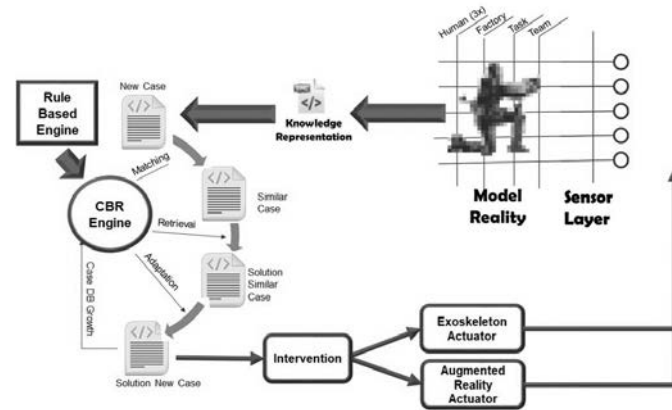 Human (3x)
Factory
Task
Team
New Case
Rule
Based
Engine
Knowledge
Representation
Matching
CBR
Engine
Similar
Case
Model
Reality
Sensor
Layer
Retrieval
Adaptation
Solution
Similar
Case
Case DB Growth
Solution New Case
Intervention
Exoskeleton
Actuator
Augmented
Reality
Actuator